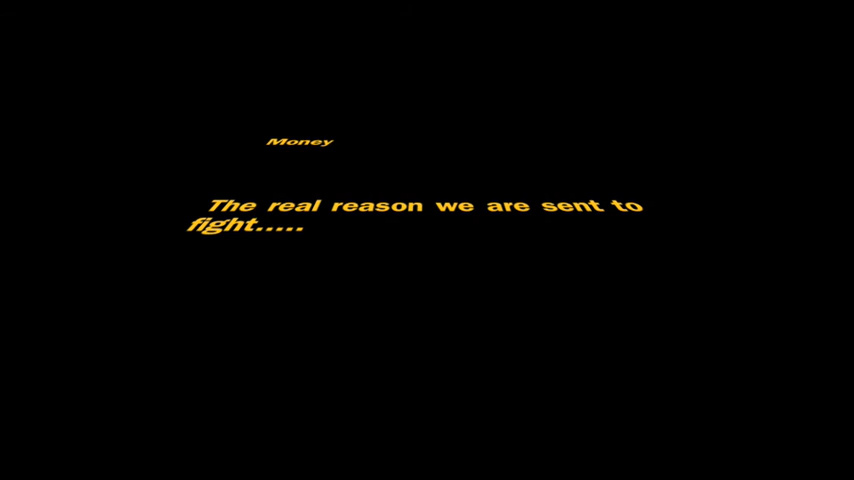 Money
The real reason we are sent to
fight.....